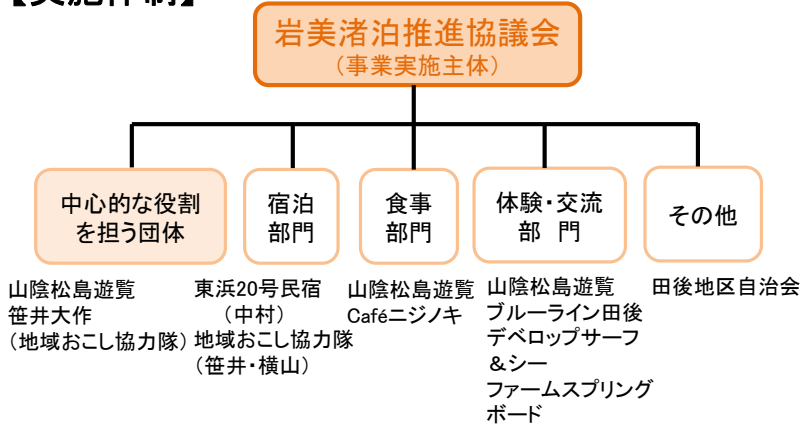 【実施体制】
岩美渚泊推進協議会
（事業実施主体）
中心的な役割
を担う団体
宿泊
部門
食事
部門
体験・交流
部　門
その他
山陰松島遊覧
笹井大作
（地域おこし協力隊）
東浜20号民宿
（中村）
地域おこし協力隊
（笹井・横山）
山陰松島遊覧
Caféニジノキ
山陰松島遊覧
ブルーライン田後
デベロップサーフ
＆シー
ファームスプリング
ボード
田後地区自治会